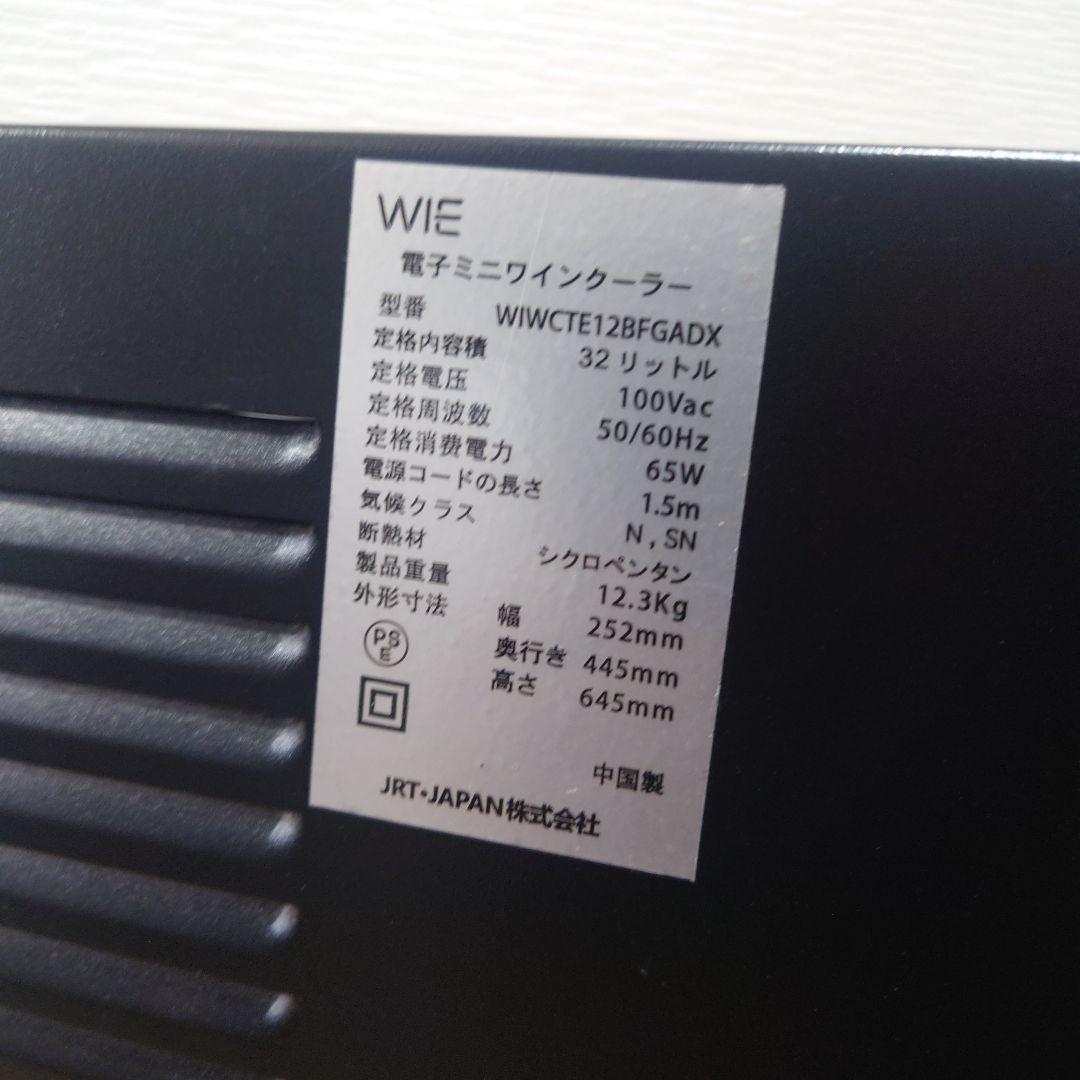 WIE
電子ミニワインクーラー
型番 WIWCTE12BFGADX
定格内容積 32リットル
定格電圧 100Vac
定格周波数 50/60Hz
定格消費電力 65W
電源コードの長さ 1.5m
気候クラス N , SN
断熱材 シクロペンタン
製品重量 12.3Kg
外形寸法 幅 252mm
奥行き 445mm
高さ 645mm
PS
E
中国製
JRT・JAPAN株式会社